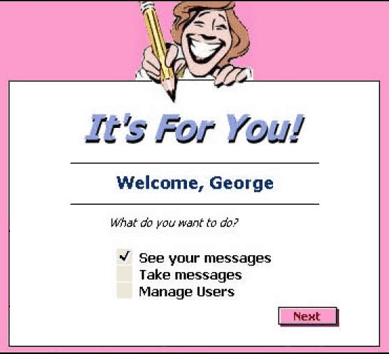 It's For You!
Welcome, George
What do you want to do?
See your messages
Take messages
Manage Users
Next